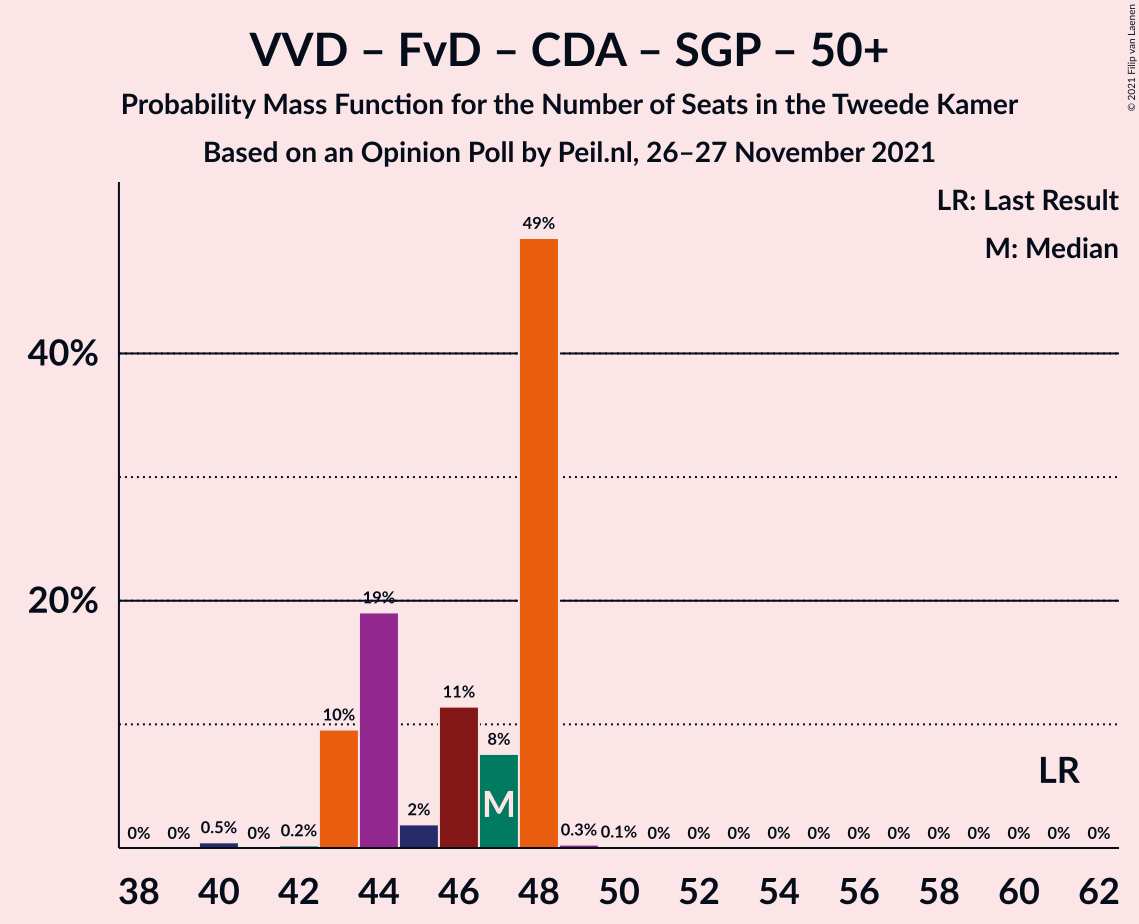 VVD – FvD – CDA – SGP – 50+
Probability Mass Function for the Number of Seats in the Tweede Kamer
Based on an Opinion Poll by Peil.nl, 26–27 November 2021
© 2021 Filip van Laenen
LR: Last Result
M: Median
49%
40%
20%
19%
10%
11%
8%
2%
M
LR
0% 0% 0.5% 0% 0.2% 0.3% 0.1% 0% 0% 0% 0% 0% 0% 0% 0% 0% 0% 0% 0%
38 40 42 44 46 48 50 52 54 56 58 60 62